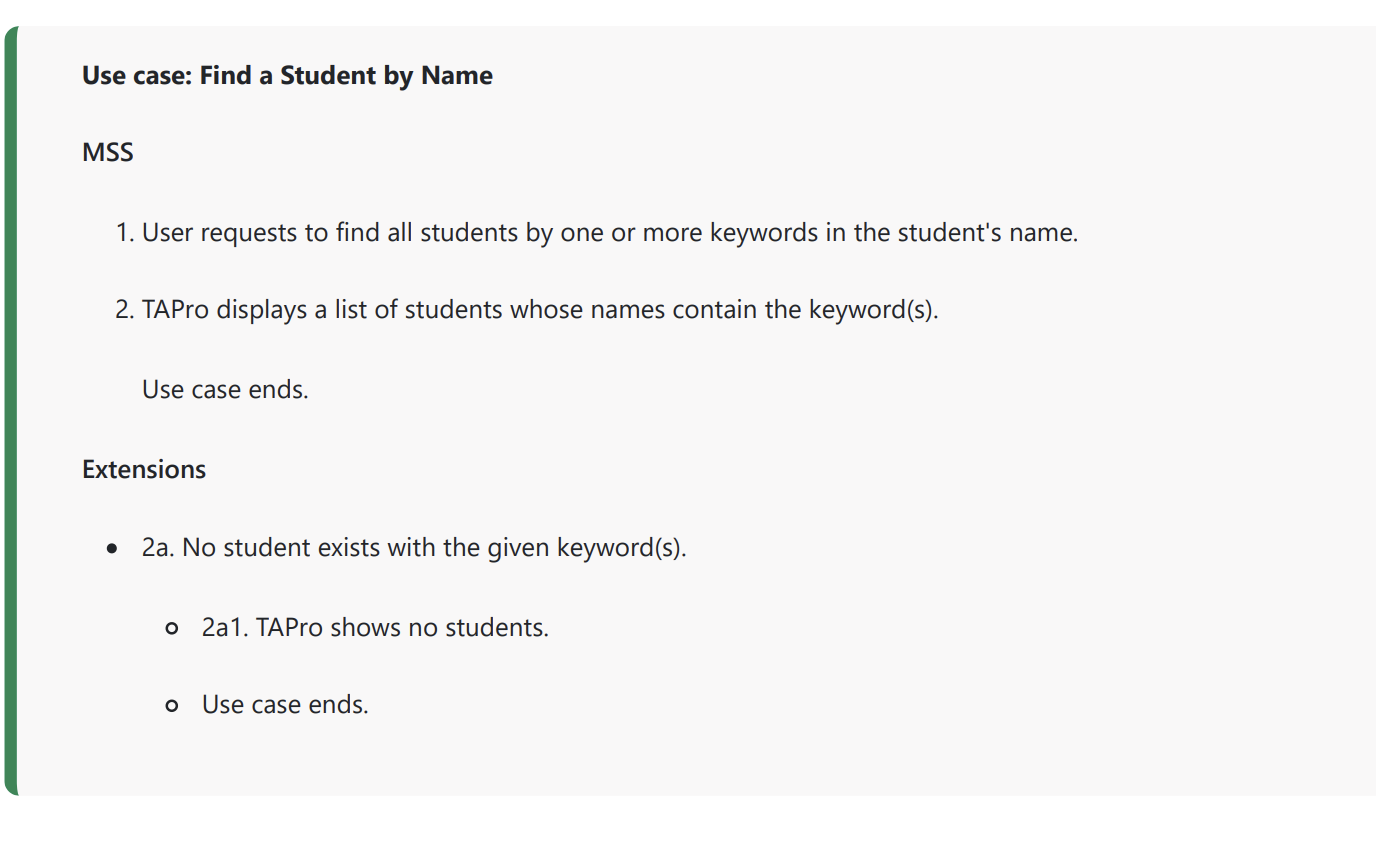 Use case: Find a Student by Name
MSS
1. User requests to find all students by one or more keywords in the student's name.
2. TAPro displays a list of students whose names contain the keyword(s).
Use case ends.
Extensions
2a. No student exists with the given keyword(s).
2a1. TAPro shows no students.
Use case ends.